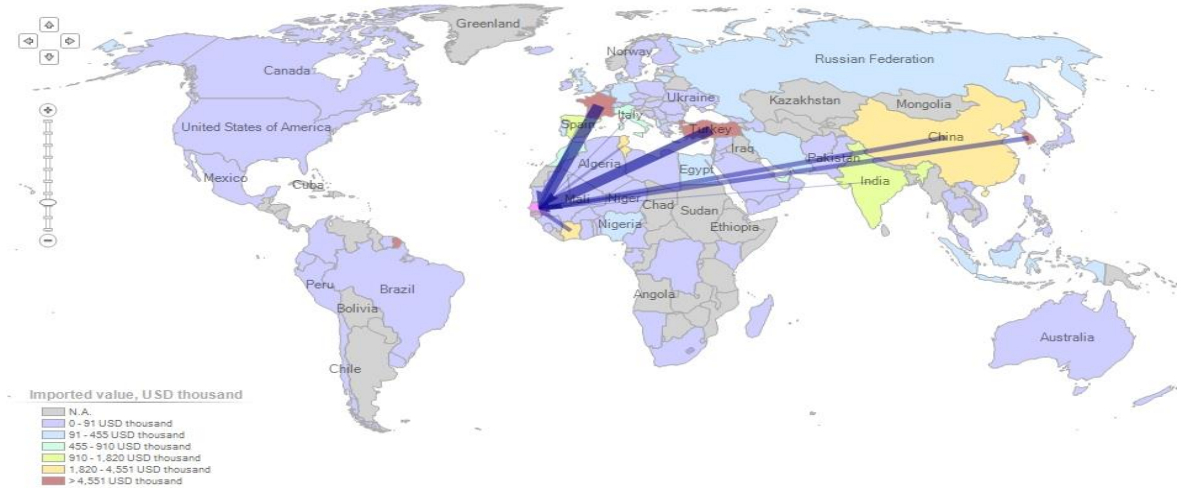 Greenland
Norway
Russian Federation
Canada
Ukraine
Kazakhstan
Mongolia
Italy
Spain
Turkey
China
United States of America
Iraq
Algeria
Pakistan
Egypt
India
Mexico
Cuba
Mali
Niger
Chad
Sudan
Nigeria
Ethiopia
Peru
Brazil
Angola
Bolivia
Australia
Chile
Imported value, USD thousand
N.A.
0 - 91 USD thousand
91 - 455 USD thousand
455 - 910 USD thousand
910 - 1,820 USD thousand
1,820 - 4,551 USD thousand
> 4,551 USD thousand